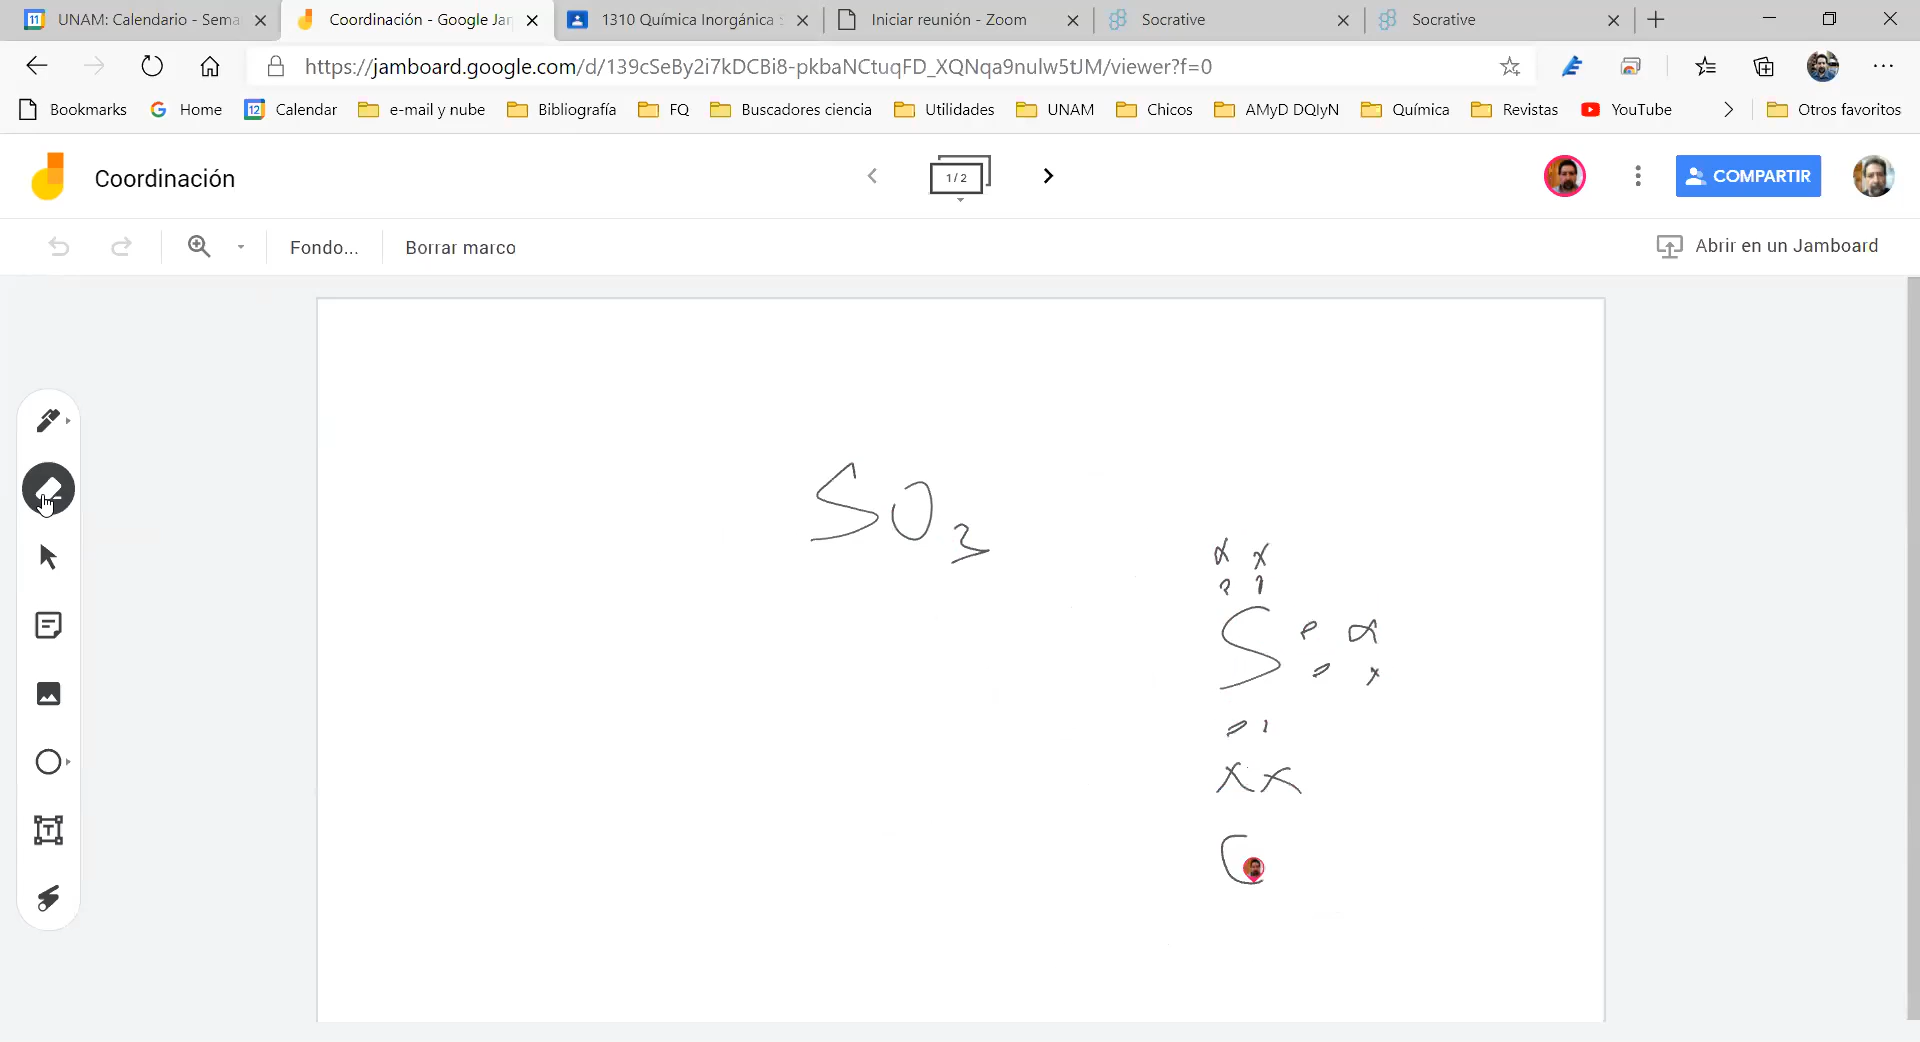 UNAM: Calendario - Sema
Coordinación - Google Jam
1310 Química Inorgánica
Iniciar reunión - Zoom
Socrative
Socrative
https://jamboard.google.com/d/139cSeBy2i7kDCBi8-pkbaNCtuqFD_XQNqa9nulw5tJM/viewer?f=0
Bookmarks
Home
Calendar
e-mail y nube
Bibliografía
FQ
Buscadores ciencia
Utilidades
UNAM
Chicos
AMyD DQIyN
Química
Revistas
YouTube
Otros favoritos
Coordinación
1/2
COMPARTIR
Fondo...
Borrar marco
Abrir en un Jamboard
SO2
x x
S
x
x x